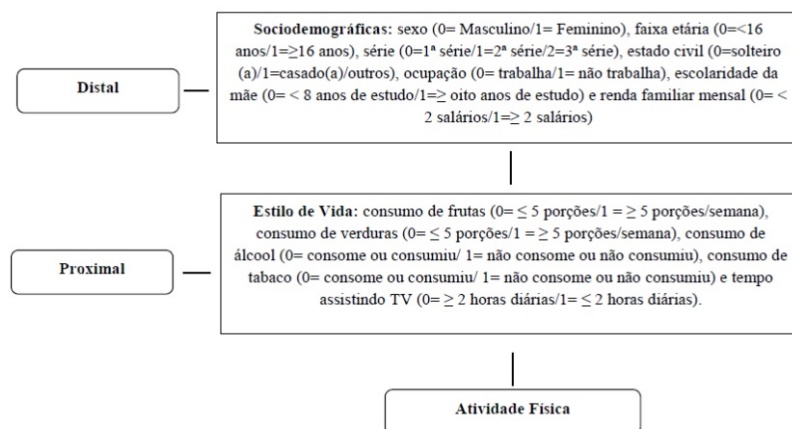 Sociodemográficas: sexo (0= Masculino/1= Feminino), faixa etária (0=<16
anos/1=≥16 anos), série (0=1ª série/1=2ª série/2=3ª série), estado civil (0=solteiro
(a)/1=casado(a)/outros), ocupação (0= trabalha/1= não trabalha), escolaridade da
mãe (0= < 8 anos de estudo/1=≥ oito anos de estudo) e renda familiar mensal (0= <
2 salários/1=≥ 2 salários)
Distal
Estilo de Vida: consumo de frutas (0= ≤ 5 porções/1 = ≥ 5 porções/semana),
consumo de verduras (0= ≤ 5 porções/1 = ≥ 5 porções/semana), consumo de
álcool (0= consome ou consumiu/ 1= não consome ou não consumiu), consumo de
tabaco (0= consome ou consumiu/ 1= não consome ou não consumiu) e tempo
assistindo TV (0= ≥ 2 horas diárias/1= ≤ 2 horas diárias).
Proximal
Atividade Física